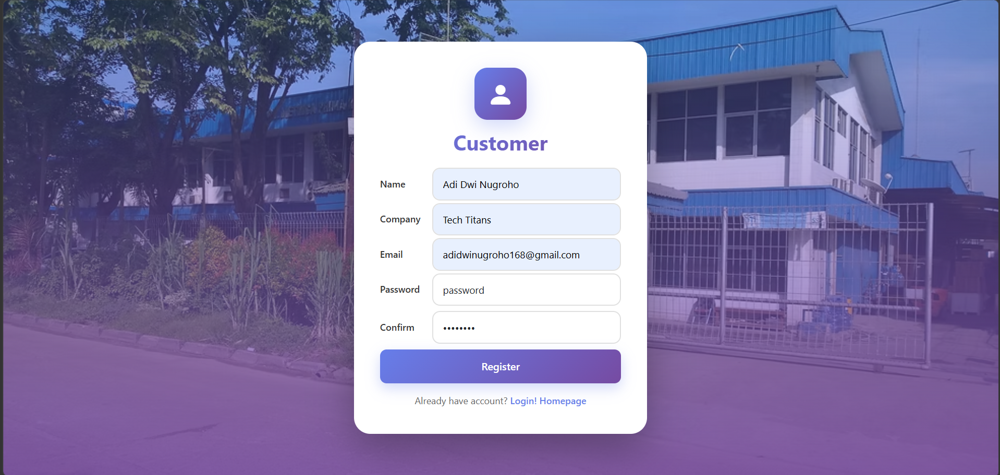 Customer
Name
Adi Dwi Nugroho
Company
Tech Titans
Email
adidwinugroho168@gmail.com
Password
password
Confirm
••••••••
Register
Already have account? Login! Homepage